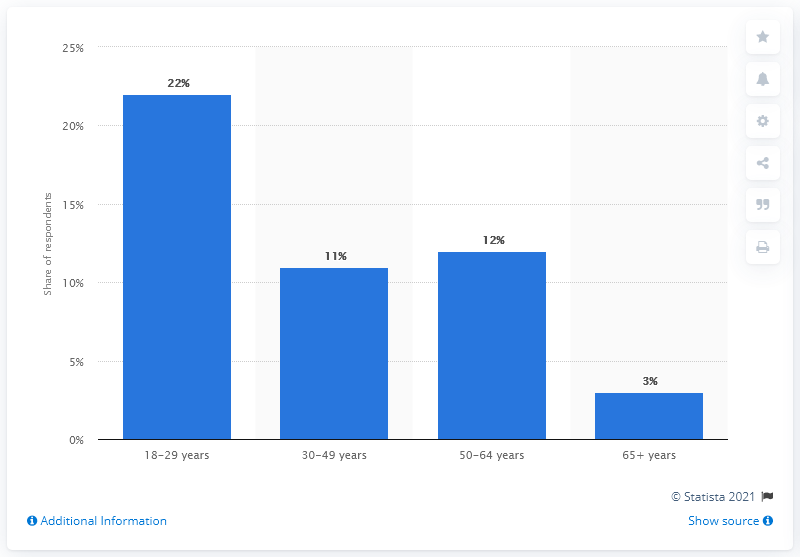 25%
20%
15%
10%
5%
0%
Share of respondents
22%
11%
12%
3%
18-29 years
30-49 years
50-64 years
65+ years
© Statista 2021
Additional Information
Show source